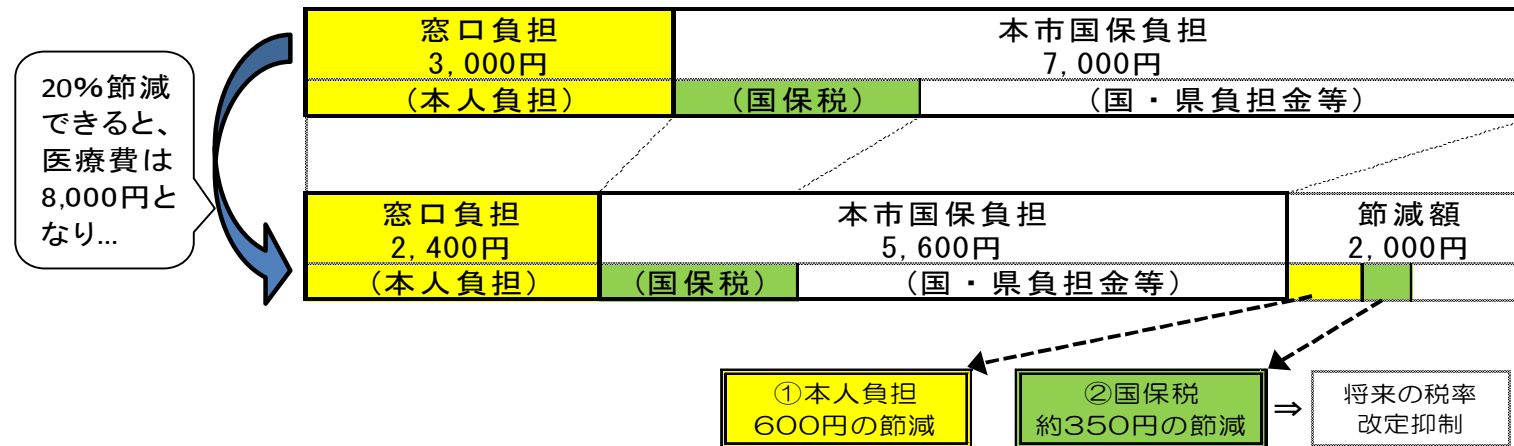 窓口負担
3,000円
本市国保負担
7,000円
(本人負担)
(国保税)
(国・県負担金等)
20%節減
できると、
医療費は
8,000円と
なり…
窓口負担
2,400円
本市国保負担
5,600円
節減額
2,000円
(本人負担)
(国保税)
(国・県負担金等)
①本人負担
600円の節減
②国保税
約350円の節減
⇒
将来の税率
改定抑制